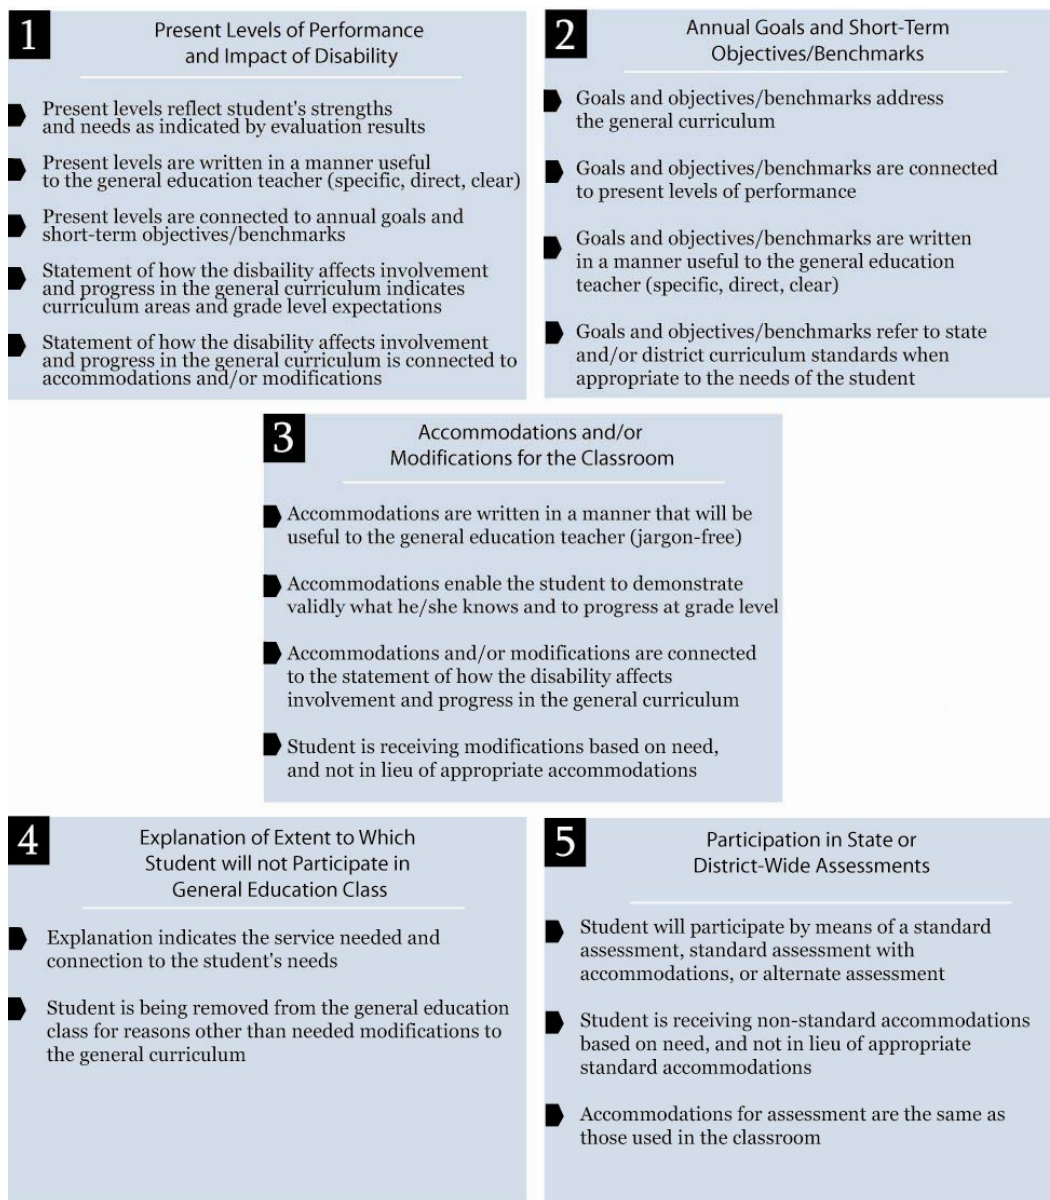 1
Present Levels of Performance
and Impact of Disability
Present levels reflect student's strengths
and needs as indicated by evaluation results
Present levels are written in a manner useful
to the general education teacher (specific, direct, clear)
Present levels are connected to annual goals and
short-term objectives/benchmarks
Statement of how the disbaility affects involvement
and progress in the general curriculum indicates
curriculum areas and grade level expectations
Statement of how the disability affects involvement
and progress in the general curriculum is connected to
accommodations and/or modifications
2
Annual Goals and Short-Term
Objectives/Benchmarks
Goals and objectives/benchmarks address
the general curriculum
Goals and objectives/benchmarks are connected
to present levels of performance
Goals and objectives/benchmarks are written
in a manner useful to the general education
teacher (specific, direct, clear)
Goals and objectives/benchmarks refer to state
and/or district curriculum standards when
appropriate to the needs of the student
3
Accommodations and/or
Modifications for the Classroom
Accommodations are written in a manner that will be
useful to the general education teacher (jargon-free)
Accommodations enable the student to demonstrate
validly what he/she knows and to progress at grade level
Accommodations and/or modifications are connected
to the statement of how the disability affects
involvement and progress in the general curriculum
Student is receiving modifications based on need,
and not in lieu of appropriate accommodations
4
Explanation of Extent to Which
Student will not Participate in
General Education Class
Explanation indicates the service needed and
connection to the student's needs
Student is being removed from the general education
class for reasons other than needed modifications to
the general curriculum
5
Participation in State or
District-Wide Assessments
Student will participate by means of a standard
assessment, standard assessment with
accommodations, or alternate assessment
Student is receiving non-standard accommodations
based on need, and not in lieu of appropriate
standard accommodations
Accommodations for assessment are the same as
those used in the classroom